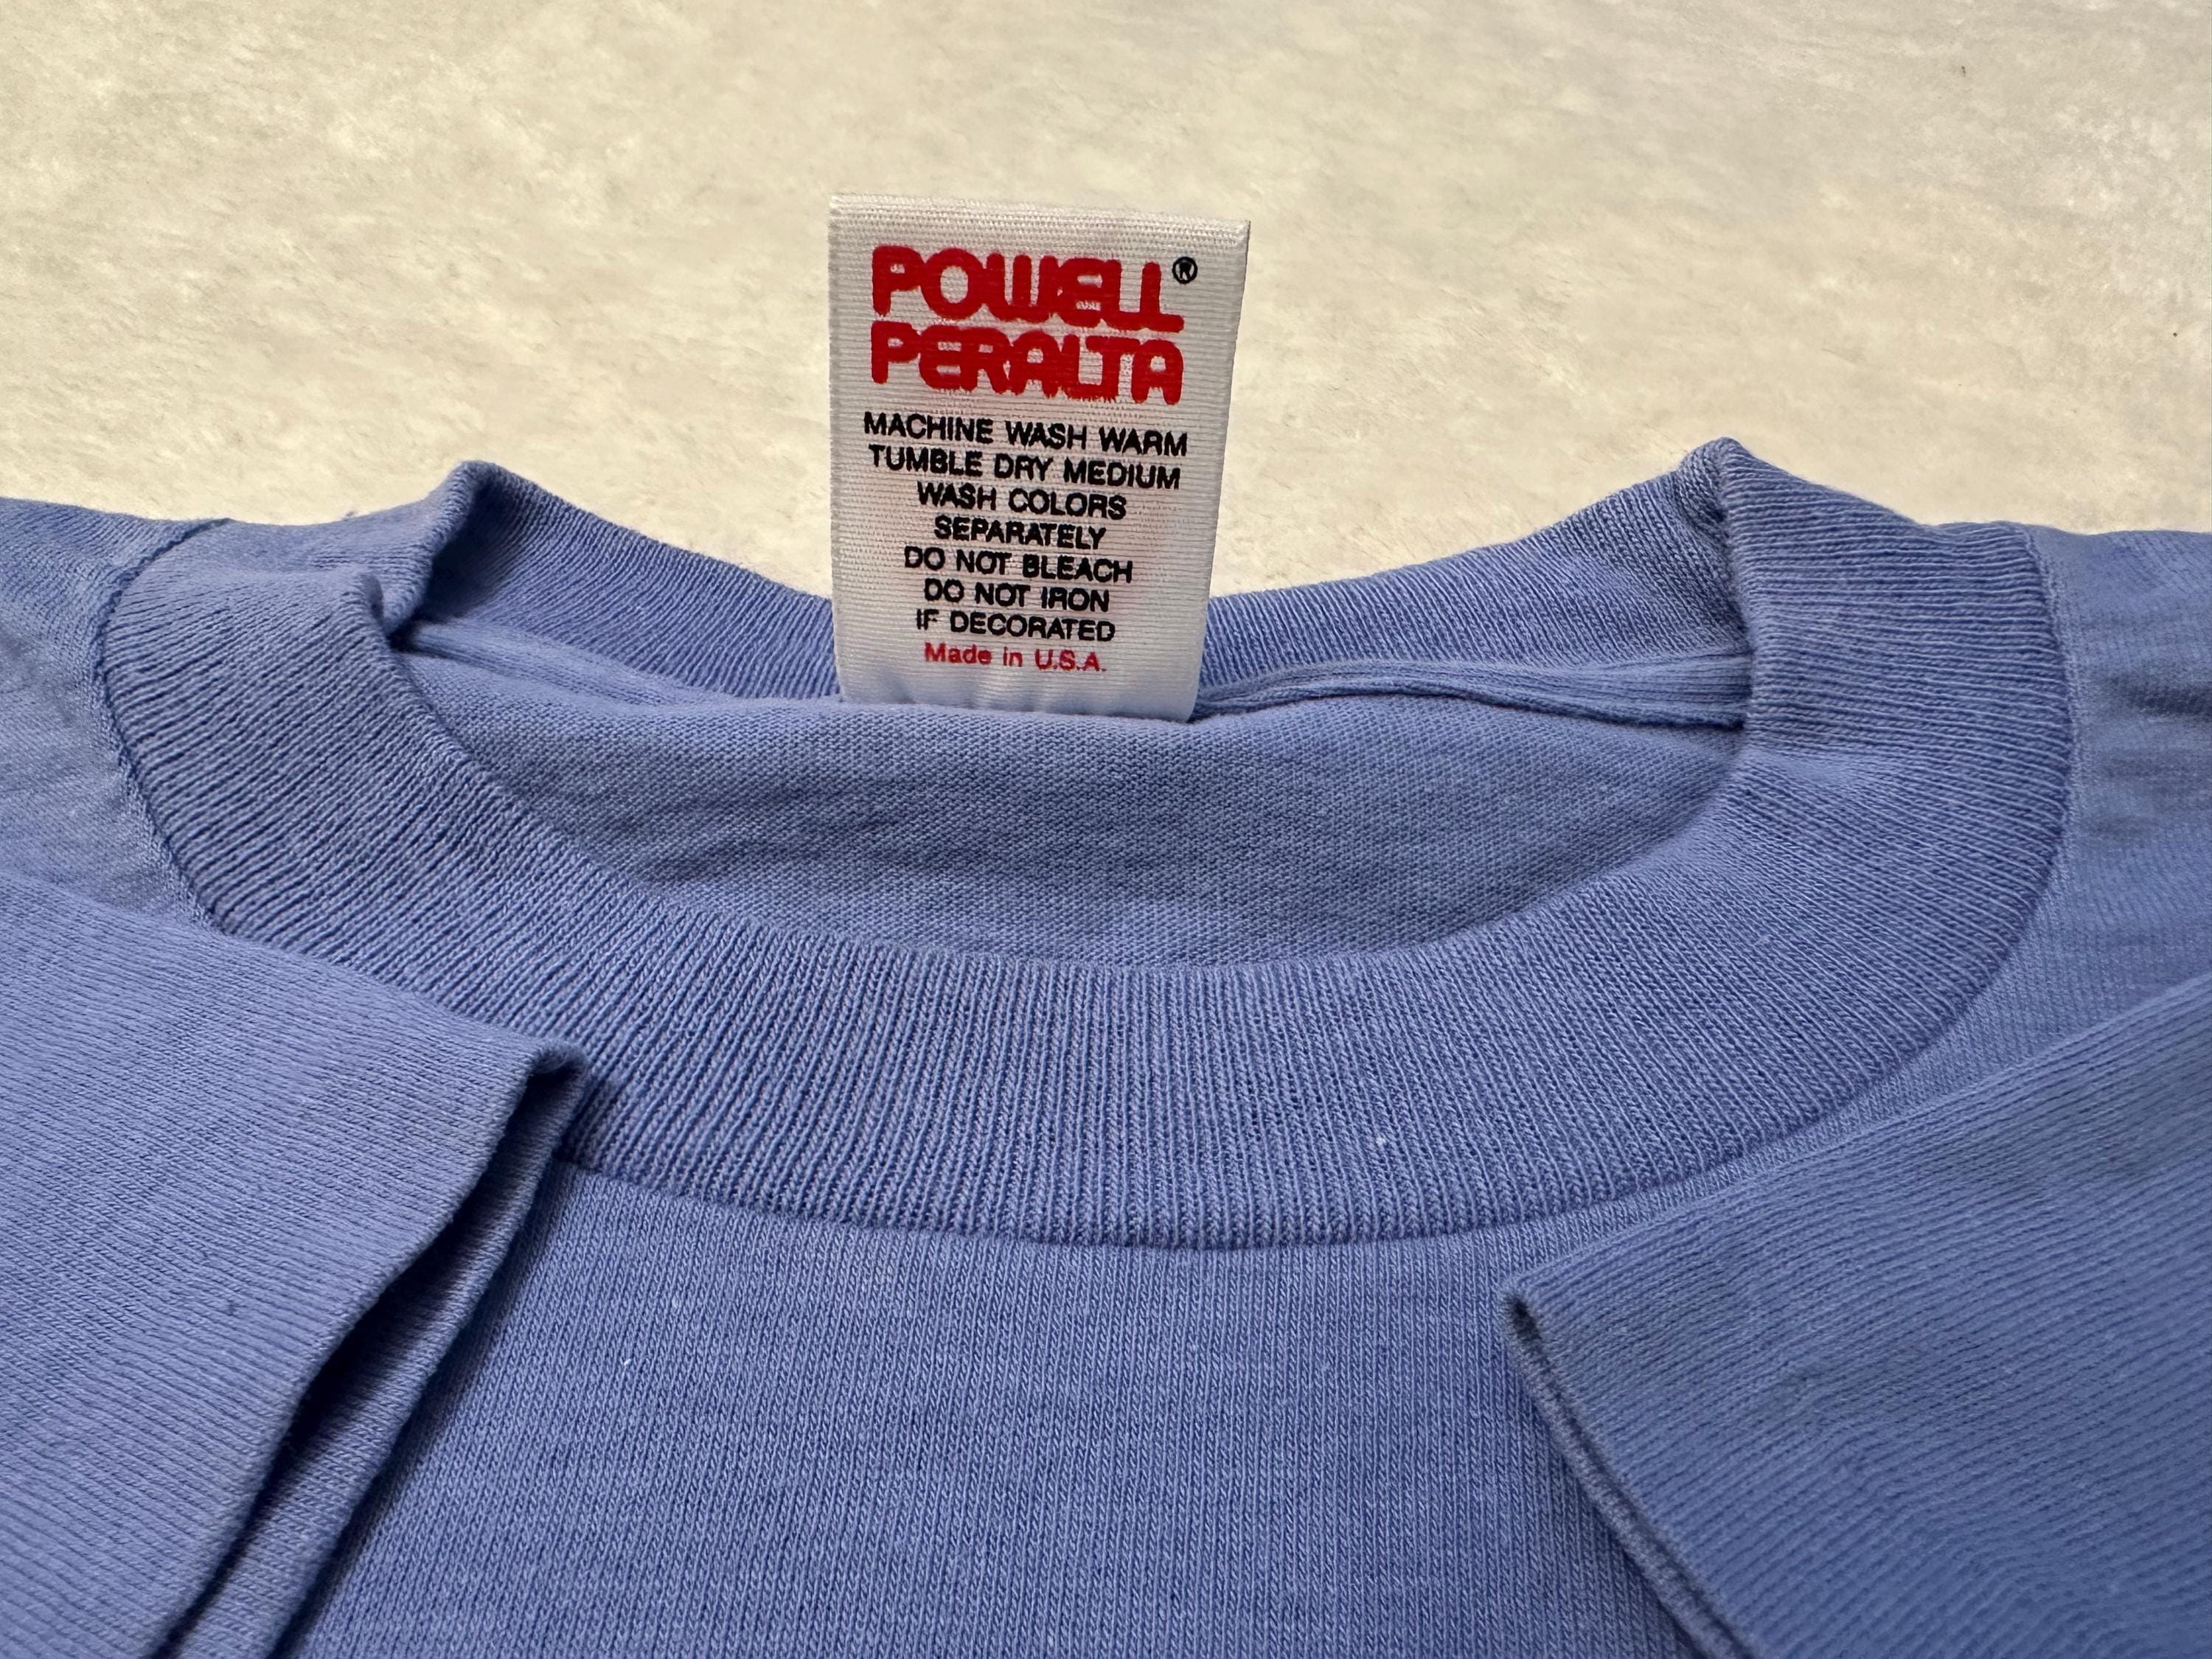 POWELL®
PERALTA
MACHINE WASH WARM
TUMBLE DRY MEDIUM
WASH COLORS
SEPARATELY
DO NOT BLEACH
DO NOT IRON
IF DECORATED
Made in U.S.A.